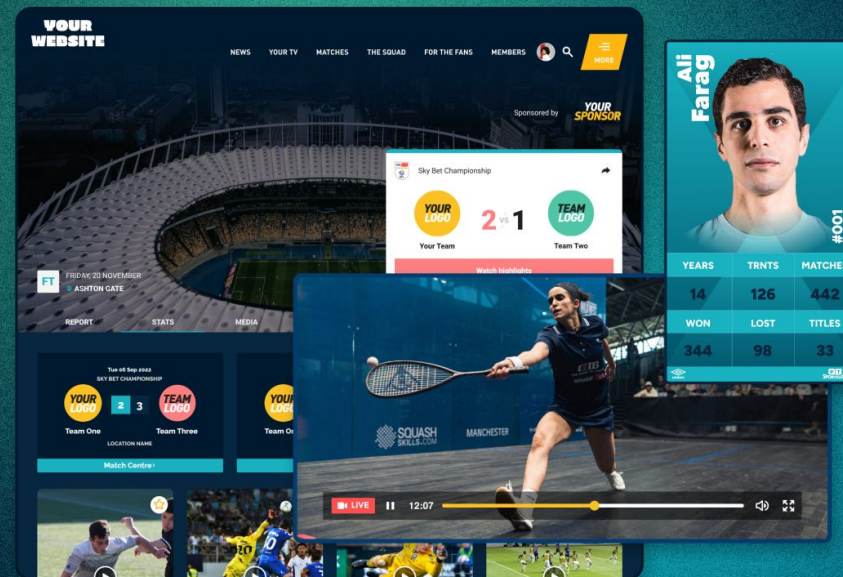 YOUR
WEBSITE
NEWS
YOUR TV
MATCHES
THE SQUAD
FOR THE FANS
MEMBERS
MORE
Sponsored by
YOUR
SPONSOR
Sky Bet Championship
YOUR
LOGO
2 VS 1
TEAM
LOGO
Your Team
Team Two
Watch highlights
FT
FRIDAY, 20 NOVEMBER
ASHTON GATE
REPORT
STATS
MEDIA
Tue 06 Sep 2022
SKY BET CHAMPIONSHIP
YOUR
LOGO
2 3
TEAM
LOGO
Team One
Team Three
LOCATION NAME
Match Centre›
YOU
LOG
Team O
SQUASH
SKILLS.COM
MANCHESTER
LIVE
12:07
Ali
Farag
#001
YEARS
TRNTS
MATCHE
14
126
442
WON
LOST
TITLES
344
98
33
20
10